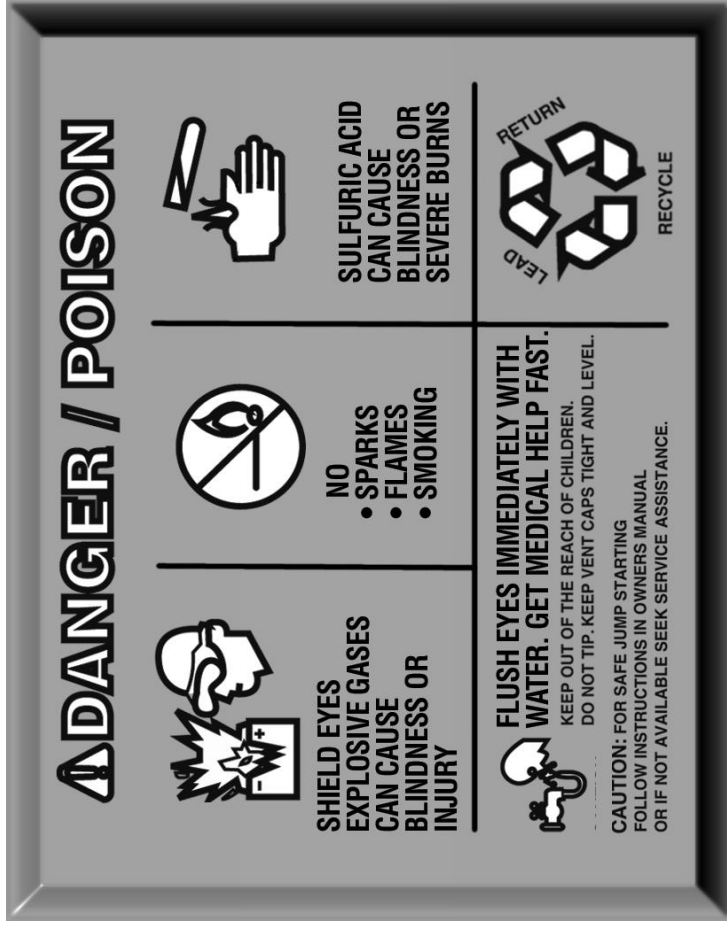 DANGER / POISON
SHIELD EYES
EXPLOSIVE GASES
CAN CAUSE
BLINDNESS OR
INJURY
NO
• SPARKS
• FLAMES
• SMOKING
SULFURIC ACID
CAN CAUSE
BLINDNESS OR
SEVERE BURNS
FLUSH EYES IMMEDIATELY WITH
WATER. GET MEDICAL HELP FAST.
KEEP OUT OF THE REACH OF CHILDREN.
DO NOT TIP. KEEP VENT CAPS TIGHT AND LEVEL.
CAUTION: FOR SAFE JUMP STARTING
FOLLOW INSTRUCTIONS IN OWNERS MANUAL
OR IF NOT AVAILABLE SEEK SERVICE ASSISTANCE.
LEAD
RETURN
RECYCLE